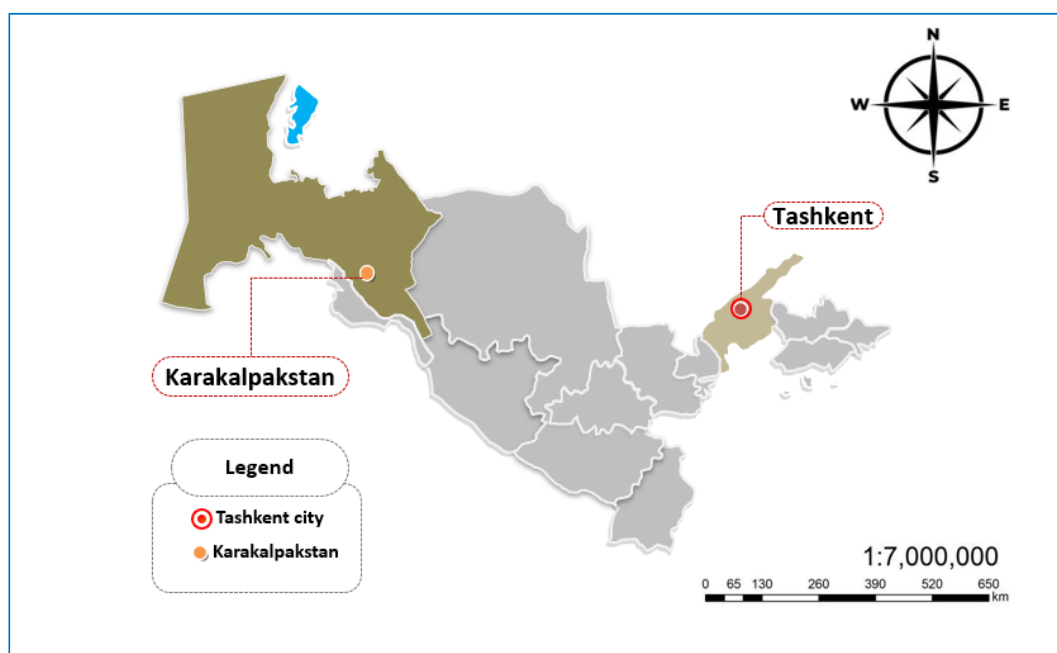 N
W E
S
Tashkent
Karakalpakstan
Legend
Tashkent city
Karakalpakstan
1:7,000,000
0 65 130 260 390 520 650
km